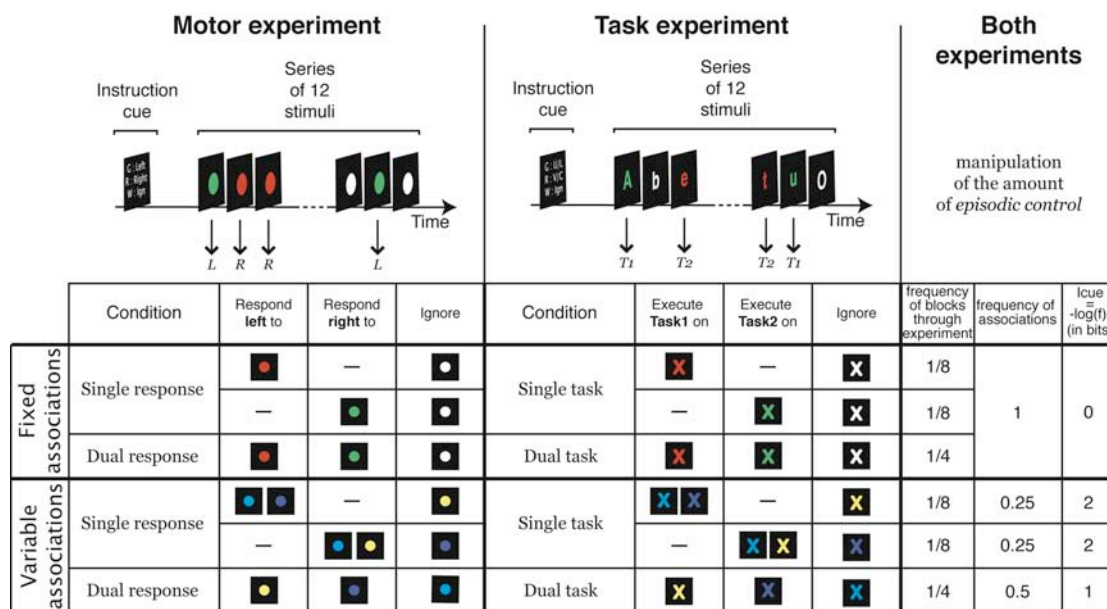 Motor experiment
Task experiment
Both
experiments
Series
of 12
stimuli
Instruction
cue
G : Left
R : Right
W : Ign
Time
L R R L
Series
of 12
stimuli
Instruction
cue
G : U/L
R : V/C
W : Ign
A b e t u O
Time
T1 T2 T2 T1
manipulation
of the amount
of episodic control
Condition
Respond
left to
Respond
right to
Ignore
Condition
Execute
Task1 on
Execute
Task2 on
Ignore
frequency
of blocks
through
experiment
frequency of
associations
Icue
=
-log(f)
(in bits)
Fixed
associations
Single response
—
Single task
X — X
1/8
—
— X X
1/8
1
0
Dual response
Dual task
X X X
1/4
Variable
associations
Single response
—
Single task
X X — X
1/8 0.25 2
—
— X X X
1/8 0.25 2
Dual response
Dual task
X X X
1/4 0.5 1